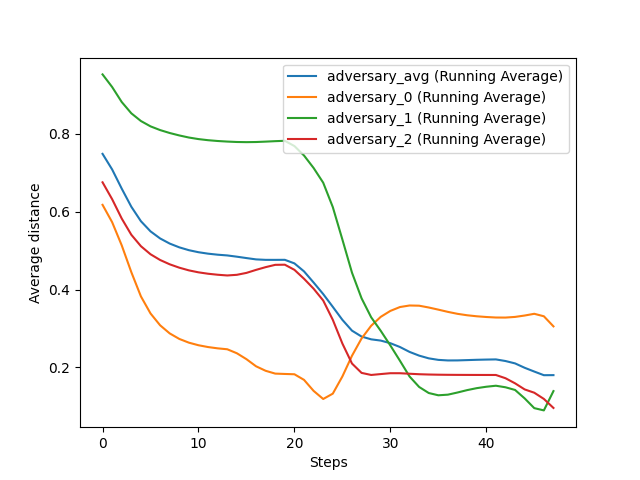 adversary_avg (Running Average)
adversary_0 (Running Average)
adversary_1 (Running Average)
adversary_2 (Running Average)
Average distance
0.8
0.6
0.4
0.2
0 10 20 30 40
Steps